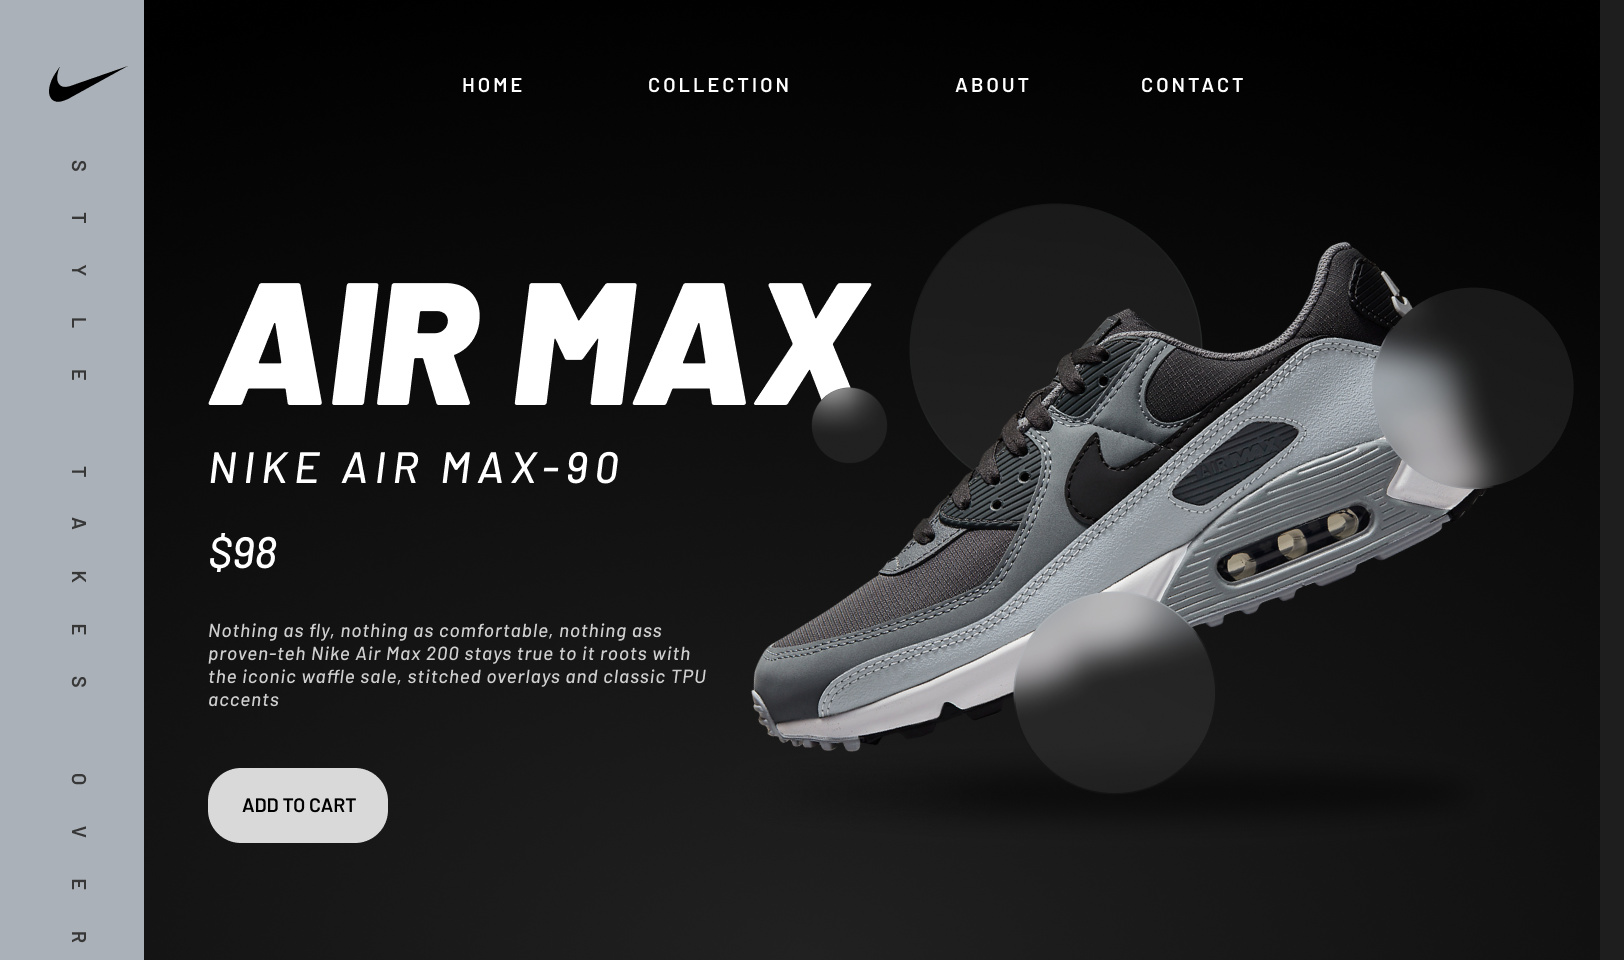 HOME COLLECTION ABOUT CONTACT
STYLE TAKES OVER
AIR MAX
NIKE AIR MAX-90
$98
Nothing as fly, nothing as comfortable, nothing ass
proven-teh Nike Air Max 200 stays true to it roots with
the iconic waffle sale, stitched overlays and classic TPU
accents
ADD TO CART
AIR MAX